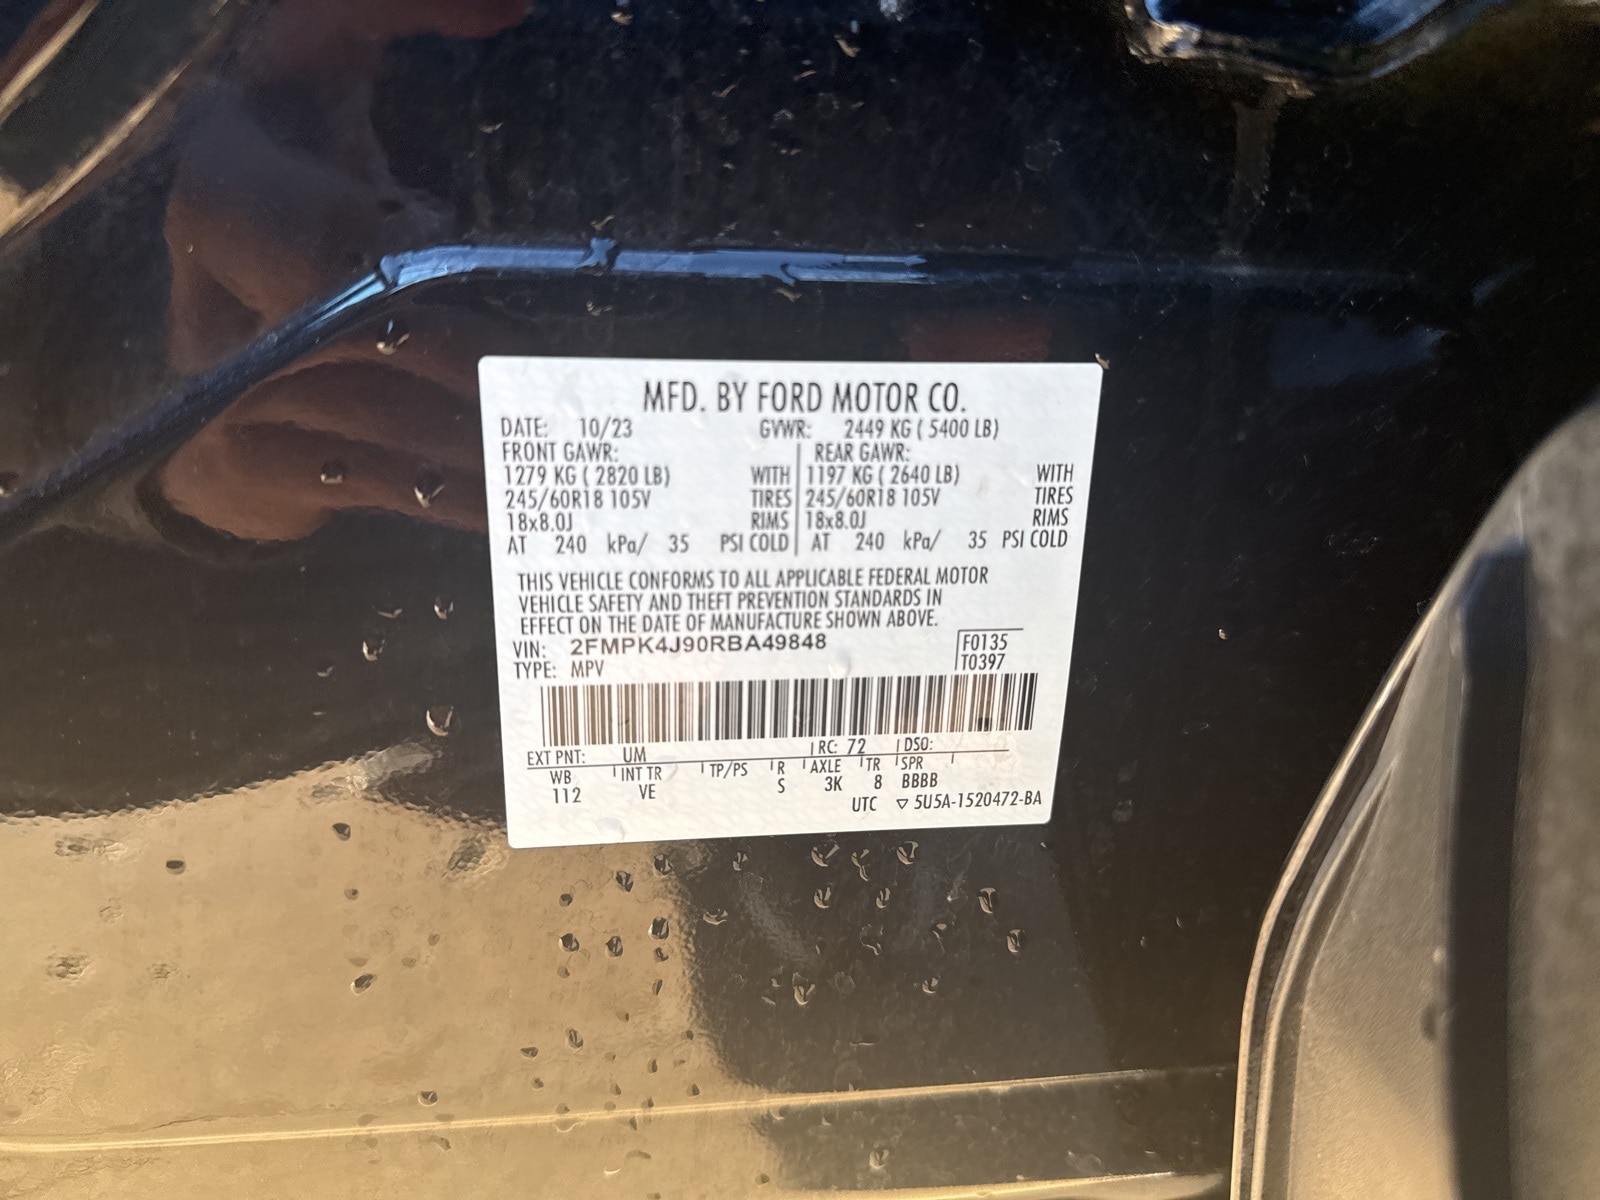 MFD. BY FORD MOTOR CO.
DATE: 10/23 GVWR: 2449 KG ( 5400 LB)
FRONT GAWR: REAR GAWR:
1279 KG ( 2820 LB) WITH 1197 KG ( 2640 LB) WITH
245/60R18 105V TIRES 245/60R18 105V TIRES
18x8.0J RIMS 18x8.0J RIMS
AT 240 kPa/ 35 PSI COLD AT 240 kPa/ 35 PSI COLD
THIS VEHICLE CONFORMS TO ALL APPLICABLE FEDERAL MOTOR
VEHICLE SAFETY AND THEFT PREVENTION STANDARDS IN
EFFECT ON THE DATE OF MANUFACTURE SHOWN ABOVE.
VIN: 2FMPK4J90RBA49848 F0135
TYPE: MPV T0397
EXT PNT: UM RC: 72 DSO:
WB INT TR TP/PS R AXLE TR SPR
112 VE S 3K 8 BBBB
UTC ▽ 5U5A-1520472-BA